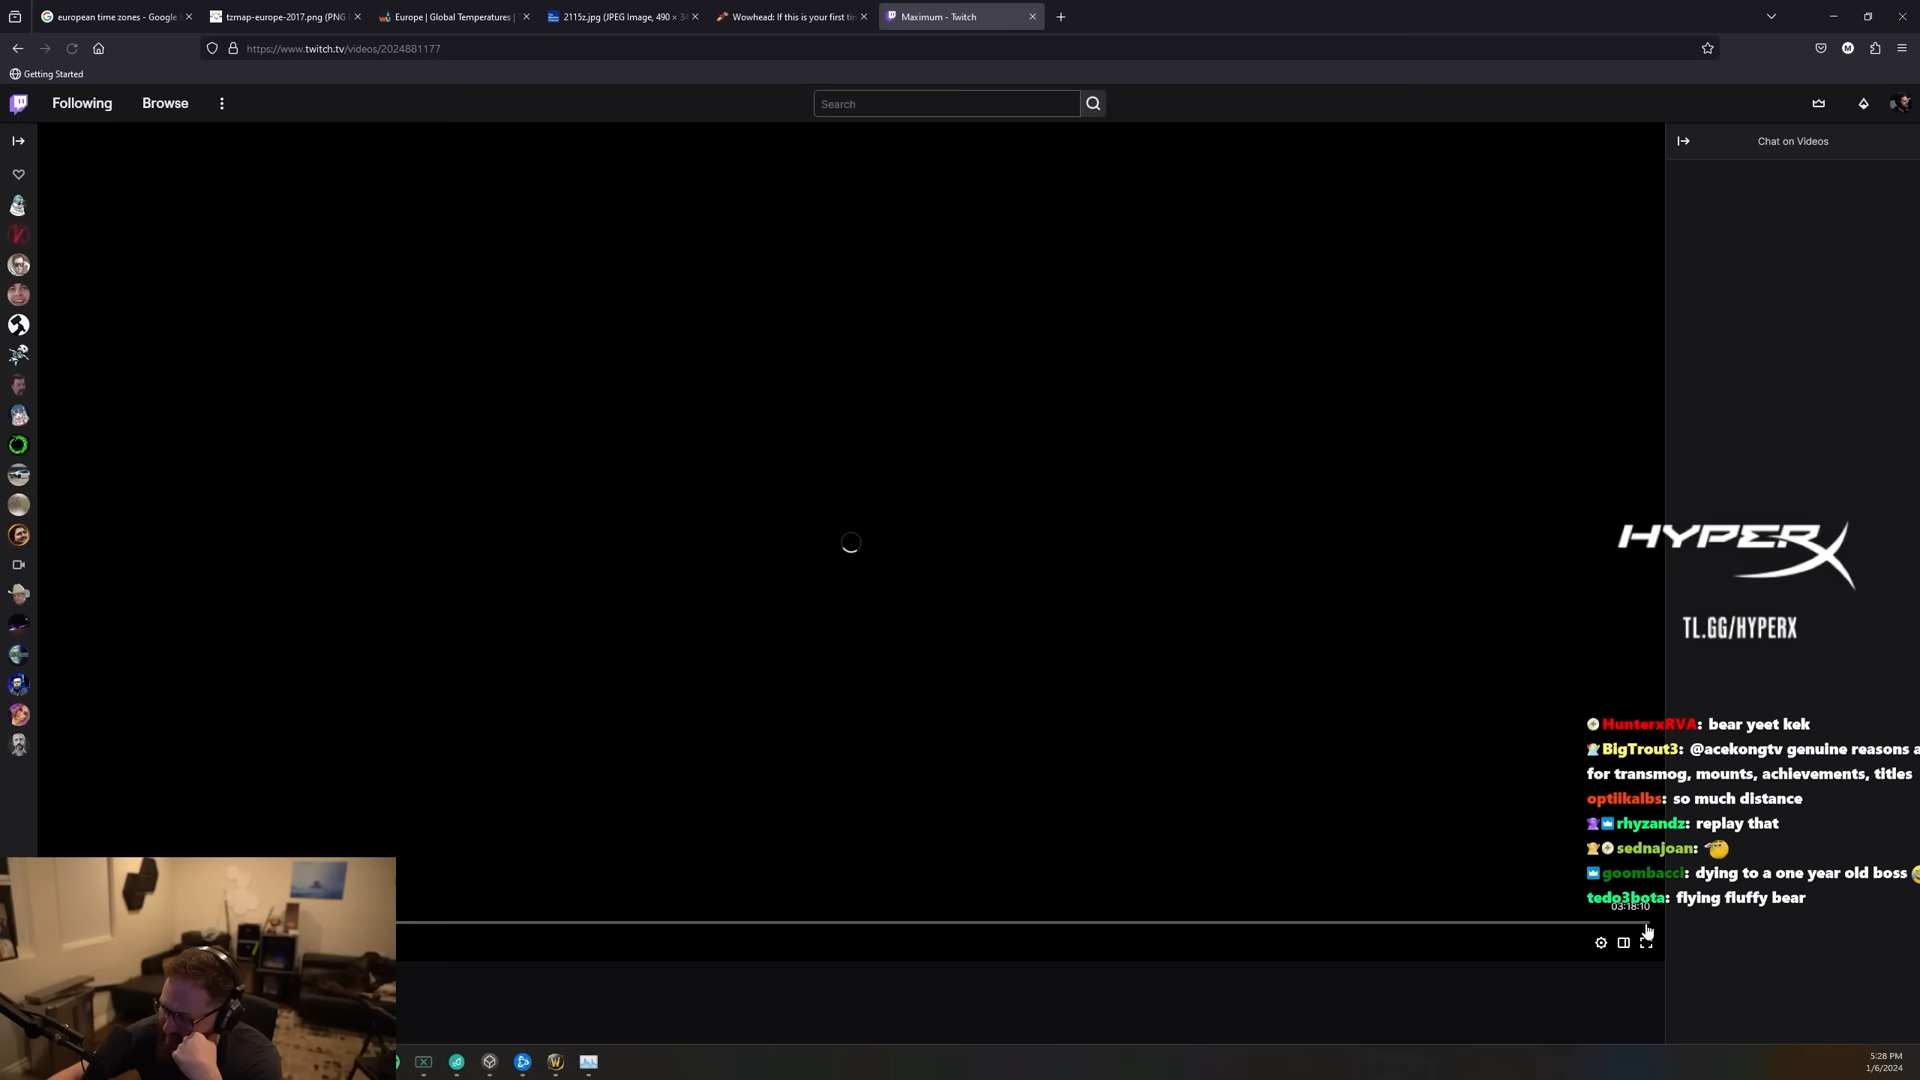 european time zones - Google S
tzmap-europe-2017.png (PNG I
Europe | Global Temperatures |
2115z.jpg (JPEG Image, 490 × 34
Wowhead: If this is your first tim
Maximum - Twitch
https://www.twitch.tv/videos/2024881177
Getting Started
Following
Browse
Search
Chat on Videos
HYPERX
TL.GG/HYPERX
HunterxRVA: bear yeet kek
BigTrout3: @acekongtv genuine reasons a
for transmog, mounts, achievements, titles
optiikalbs: so much distance
rhyzandz: replay that
sednajoan:
goombacci: dying to a one year old boss
tedo3bota: flying fluffy bear
03:18:10
5:28 PM
1/6/2024